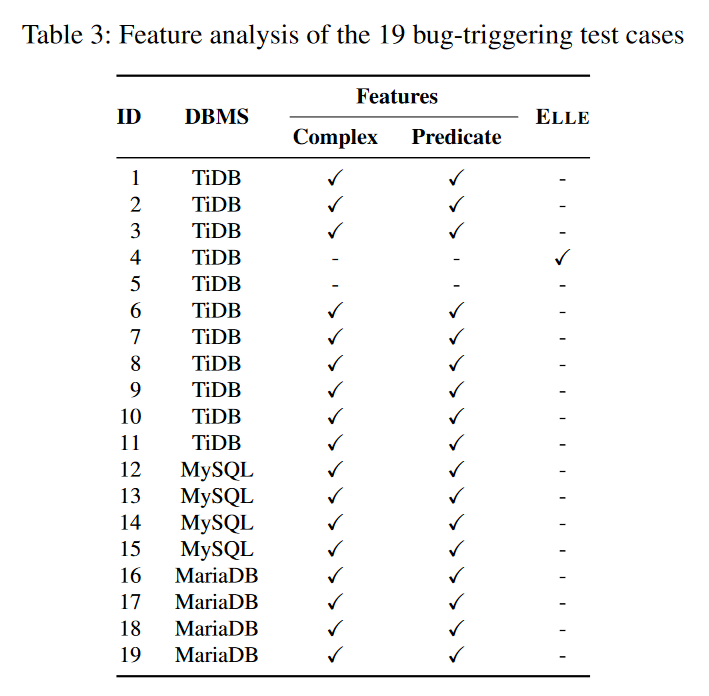 Table 3: Feature analysis of the 19 bug-triggering test cases
ID DBMS Features ELLE
Complex Predicate
1 TiDB ✓ ✓ -
2 TiDB ✓ ✓ -
3 TiDB ✓ ✓ -
4 TiDB - - ✓
5 TiDB - - -
6 TiDB ✓ ✓ -
7 TiDB ✓ ✓ -
8 TiDB ✓ ✓ -
9 TiDB ✓ ✓ -
10 TiDB ✓ ✓ -
11 TiDB ✓ ✓ -
12 MySQL ✓ ✓ -
13 MySQL ✓ ✓ -
14 MySQL ✓ ✓ -
15 MySQL ✓ ✓ -
16 MariaDB ✓ ✓ -
17 MariaDB ✓ ✓ -
18 MariaDB ✓ ✓ -
19 MariaDB ✓ ✓ -